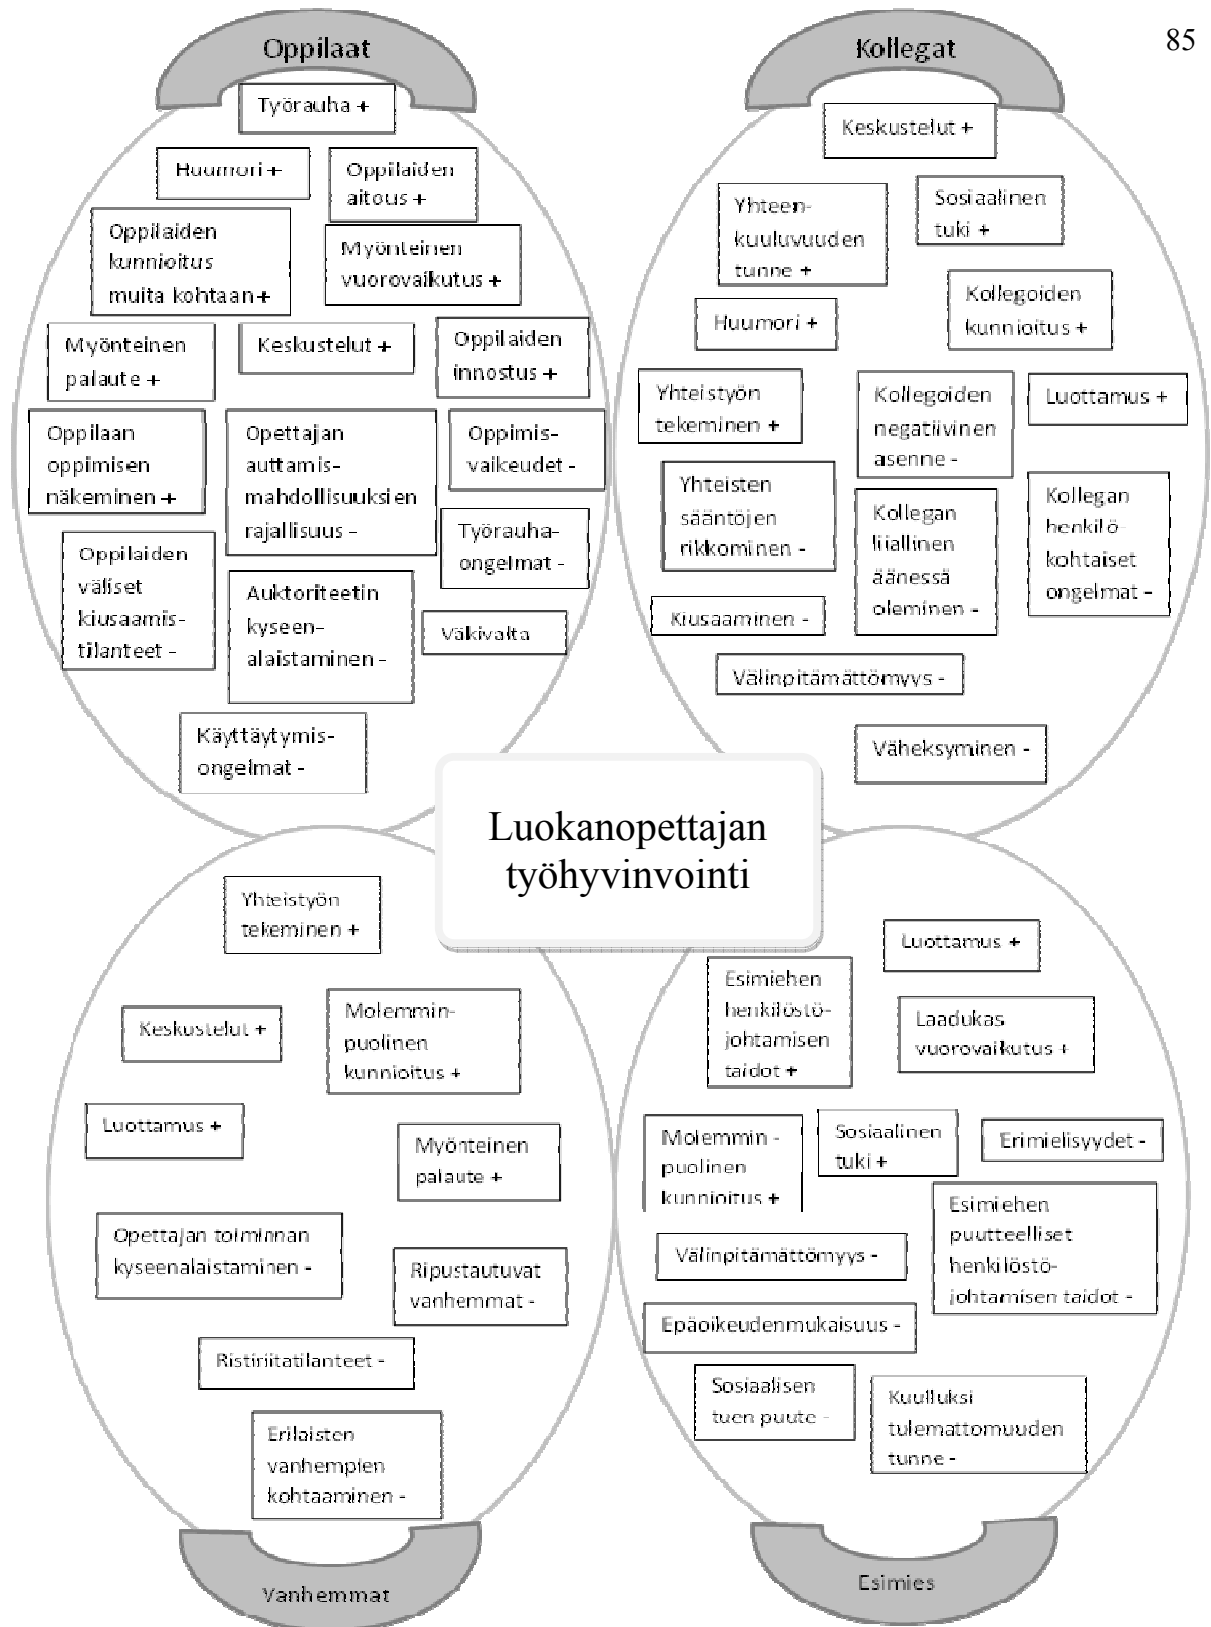 85
Oppilaat
Työrauha +
Huumori +
Oppilaiden
aitous +
Oppilaiden
kunnioitus
muita kohtaan +
Myönteinen
vuorovaikutus +
Myönteinen
palaute +
Keskustelut +
Oppilaiden
innostus +
Oppilaan
oppimisen
näkeminen +
Opettajan
auttamis-
mahdollisuuksien
rajallisuus -
Oppimis-
vaikeudet -
Työrauha-
ongelmat -
Oppilaiden
väliset
kiusaamis-
tilanteet -
Auktoriteetin
kyseen-
alaistaminen -
Väkivalta
Käyttäytymis-
ongelmat -
Kollegat
Keskustelut +
Yhteen-
kuuluvuuden
tunne +
Sosiaalinen
tuki +
Huumori +
Kollegoiden
kunnioitus +
Yhteistyön
tekeminen +
Kollegoiden
negatiivinen
asenne -
Luottamus +
Yhteisten
sääntöjen
rikkominen -
Kollegan
liiallinen
äänessä
oleminen -
Kollegan
henkilö-
kohtaiset
ongelmat -
Kiusaaminen -
Välinpitämättömyys -
Väheksyminen -
Luokanopettajan
työhyvinvointi
Yhteistyön
tekeminen +
Keskustelut +
Molemmin-
puolinen
kunnioitus +
Luottamus +
Myönteinen
palaute +
Opettajan toiminnan
kyseenalaistaminen -
Ripustautuvat
vanhemmat -
Ristiriitatilanteet -
Erilaisten
vanhempien
kohtaaminen -
Vanhemmat
Luottamus +
Esimiehen
henkilöstö-
johtamisen
taidot +
Laadukas
vuorovaikutus +
Molemmin -
puolinen
kunnioitus +
Sosiaalinen
tuki +
Erimielisyydet -
Esimiehen
puutteelliset
henkilöstö-
johtamisen taidot -
Välinpitämättömyys -
Epäoikeudenmukaisuus -
Sosiaalisen
tuen puute -
Kuulluksi
tulemattomuuden
tunne -
Esimies